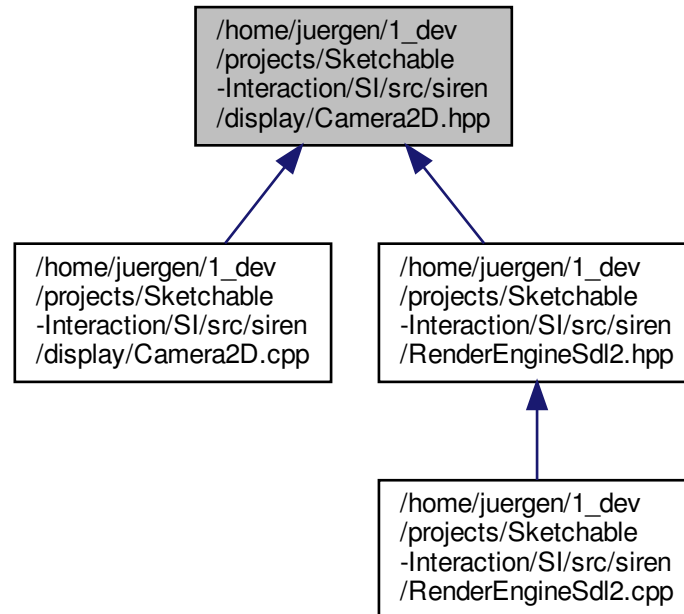 /home/juergen/1_dev
/projects/Sketchable
-Interaction/SI/src/siren
/display/Camera2D.hpp
/home/juergen/1_dev
/projects/Sketchable
-Interaction/SI/src/siren
/display/Camera2D.cpp
/home/juergen/1_dev
/projects/Sketchable
-Interaction/SI/src/siren
/RenderEngineSdl2.hpp
/home/juergen/1_dev
/projects/Sketchable
-Interaction/SI/src/siren
/RenderEngineSdl2.cpp